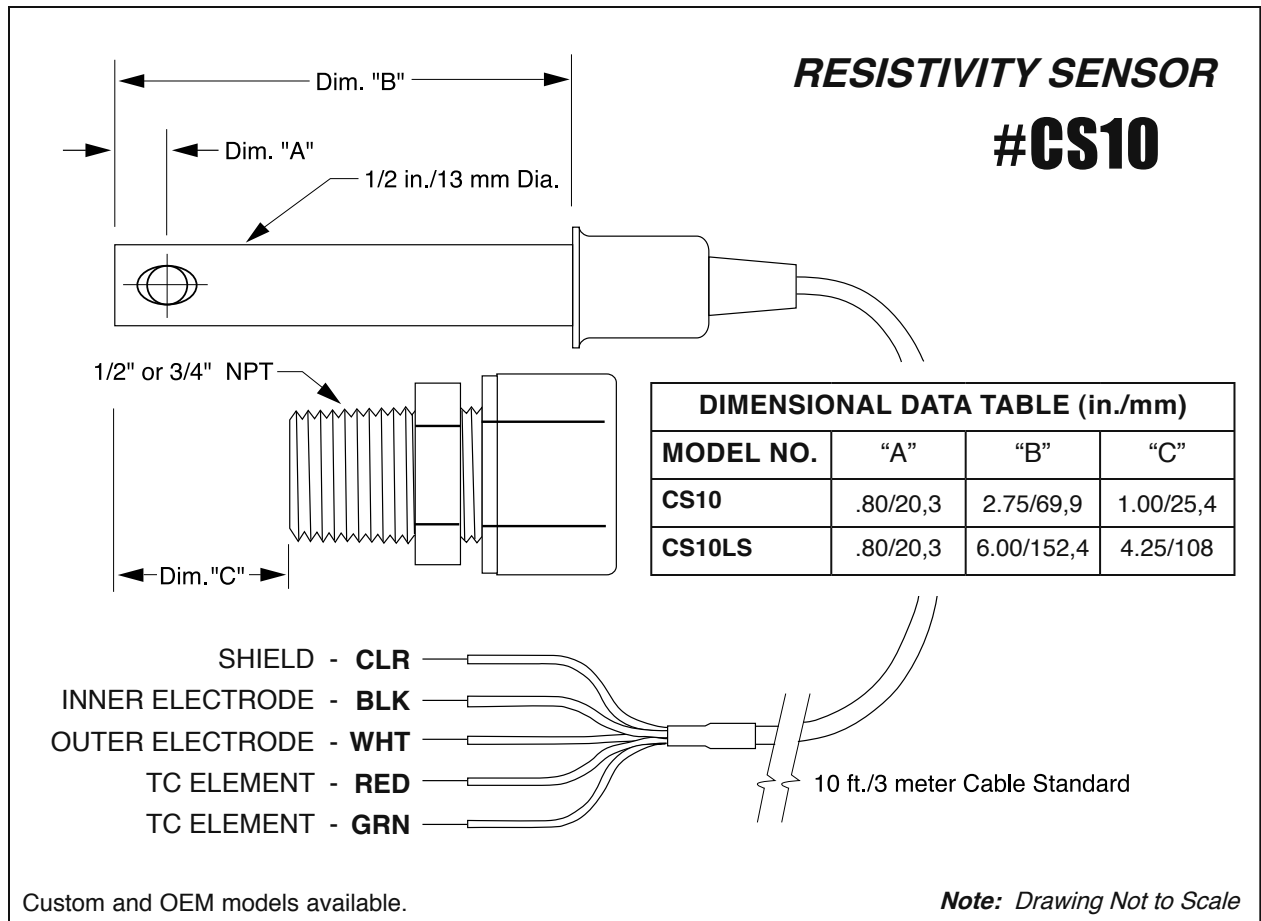 RESISTIVITY SENSOR
#CS10
Dim. "B"
Dim. "A"
1/2 in./13 mm Dia.
1/2" or 3/4" NPT
Dim."C"
DIMENSIONAL DATA TABLE (in./mm)
MODEL NO. “A” “B” “C”
CS10 .80/20,3 2.75/69,9 1.00/25,4
CS10LS .80/20,3 6.00/152,4 4.25/108
SHIELD - CLR
INNER ELECTRODE - BLK
OUTER ELECTRODE - WHT
TC ELEMENT - RED
TC ELEMENT - GRN
10 ft./3 meter Cable Standard
Custom and OEM models available.
Note: Drawing Not to Scale